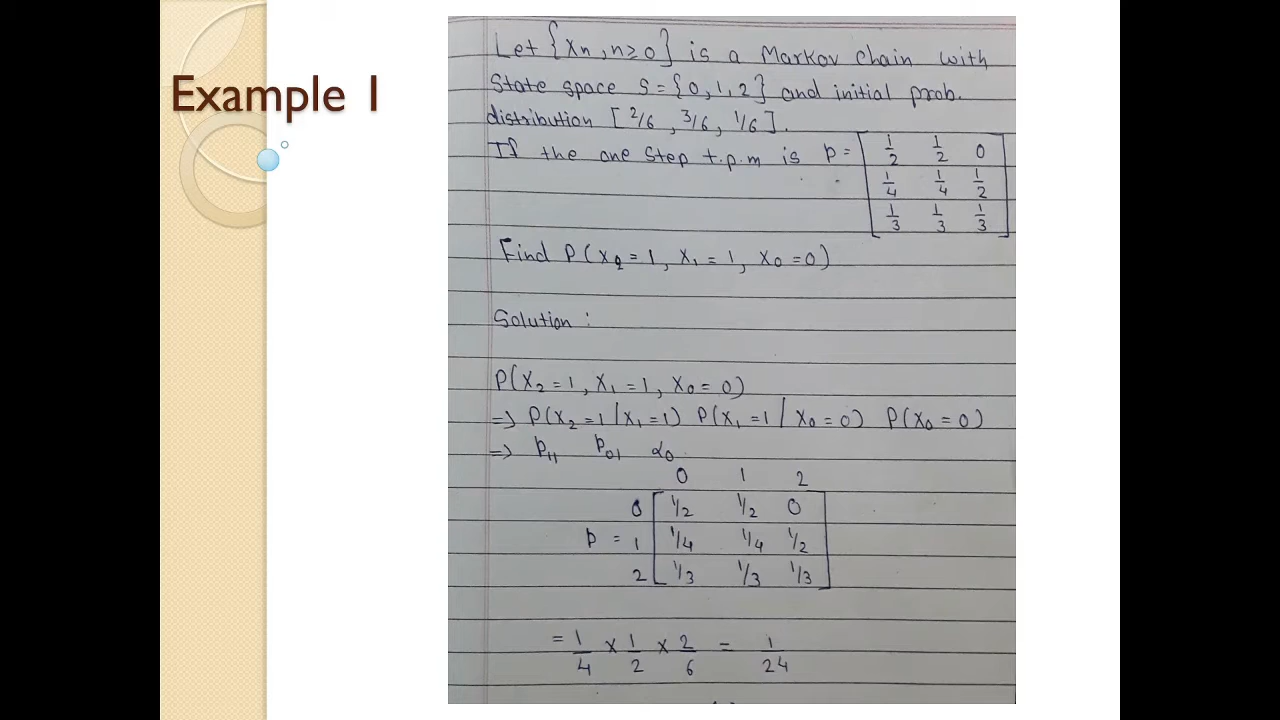 Example 1
Let {Xn, n≥0} is a Markov chain with
State space S = {0, 1, 2} and initial prob.
distribution [2/6, 3/6, 1/6].
If the one step t.p.m is p = [1/2 1/2 0
1/4 1/4 1/2
1/3 1/3 1/3]
Find P(X2 = 1, X1 = 1, X0 = 0)
Solution :
P(X2 = 1, X1 = 1, X0 = 0)
=> P(X2 = 1 | X1 = 1) P(X1 = 1 | X0 = 0) P(X0 = 0)
=> p11 p01 α0
0 1 2
0 [1/2 1/2 0
p = 1 1/4 1/4 1/2
2 1/3 1/3 1/3]
= 1/4 × 1/2 × 2/6 = 1/24